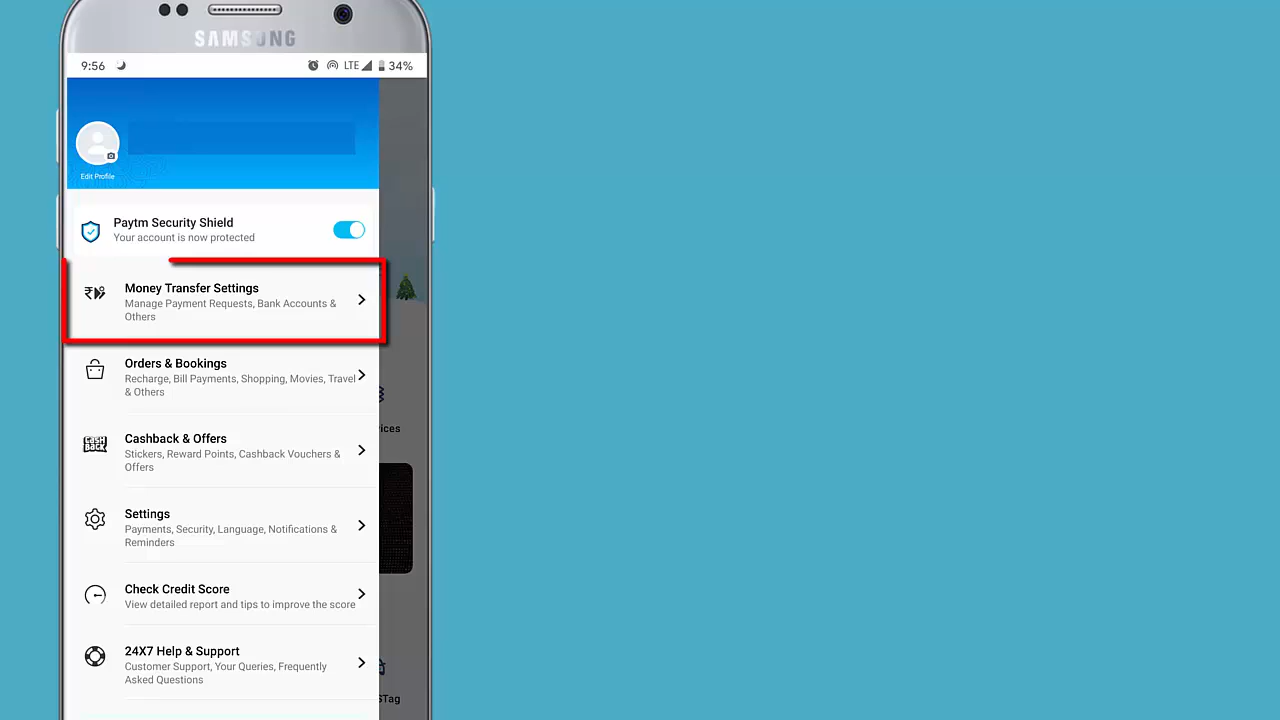 SAMSUNG
9:56 LTE 34%
Edit Profile
Paytm Security Shield
Your account is now protected
Money Transfer Settings
Manage Payment Requests, Bank Accounts &
Others
Orders & Bookings
Recharge, Bill Payments, Shopping, Movies, Travel
& Others
ices
CASH
BACK
Cashback & Offers
Stickers, Reward Points, Cashback Vouchers &
Offers
Settings
Payments, Security, Language, Notifications &
Reminders
Check Credit Score
View detailed report and tips to improve the score
24X7 Help & Support
Customer Support, Your Queries, Frequently
Asked Questions
STag